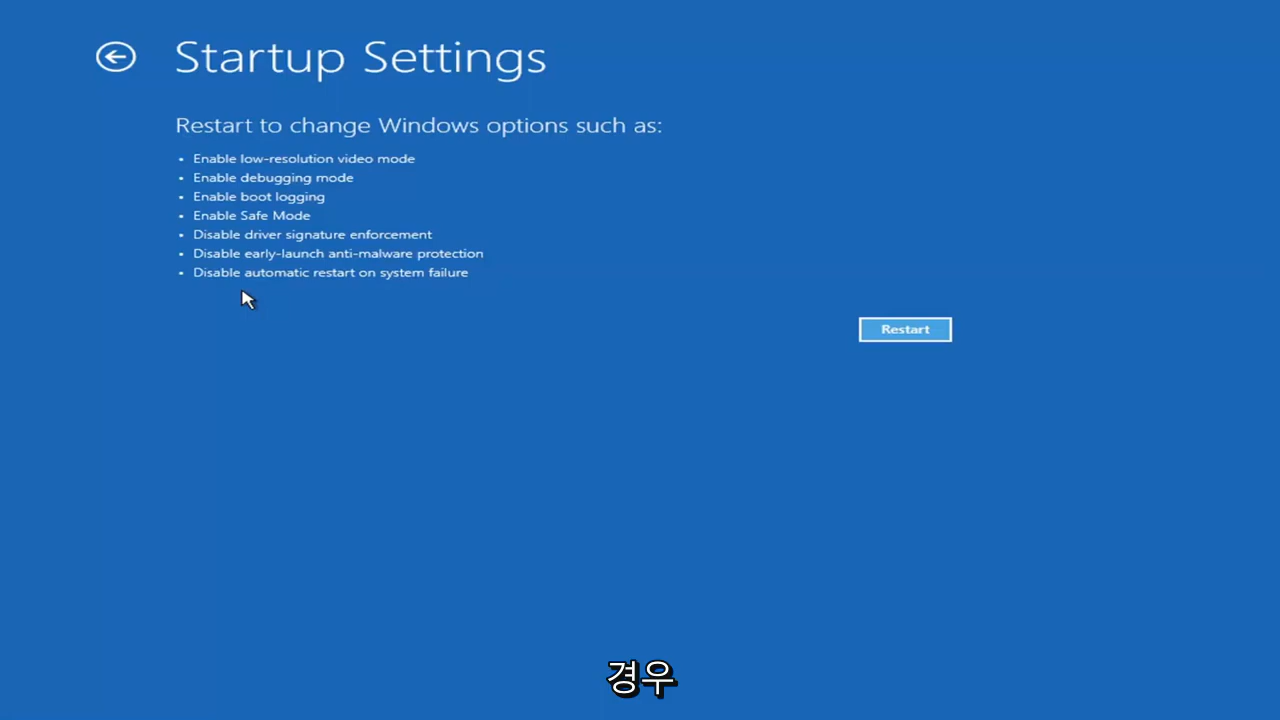 Startup Settings
Restart to change Windows options such as:
• Enable low-resolution video mode
• Enable debugging mode
• Enable boot logging
• Enable Safe Mode
• Disable driver signature enforcement
• Disable early-launch anti-malware protection
• Disable automatic restart on system failure
Restart
경우